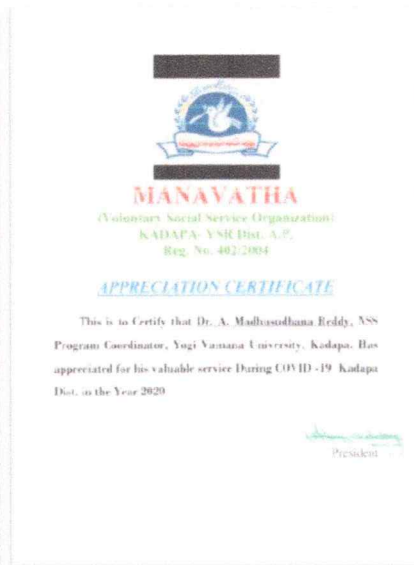 MANAVATHA
(Voluntary Social Service Organization)
KADAPA- YSR Dist. A.P.
Reg. No. 402/2004
APPRECIATION CERTIFICATE
This is to Certify that Dr. A. Madhusudhana Reddy, NSS
Program Coordinator, Yogi Vamana University, Kadapa. Has
appreciated for his valuable service During COVID -19 Kadapa
Dist. in the Year 2020
President